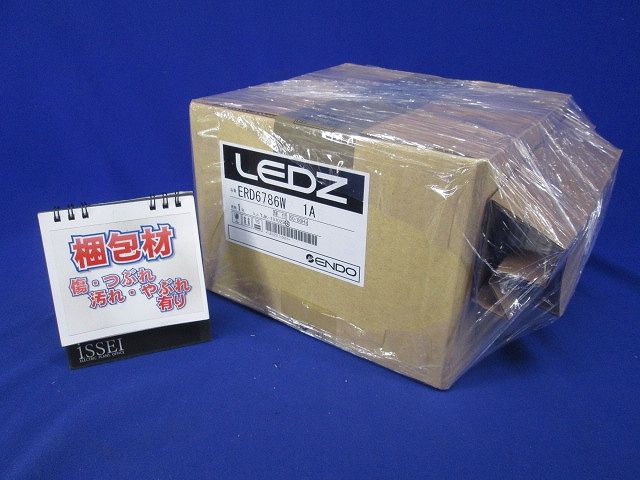 梱包材
傷・つぶれ
汚れ・やぶれ
有り
iSSEI
LEDZ
ERD6786W 1A
ENDO